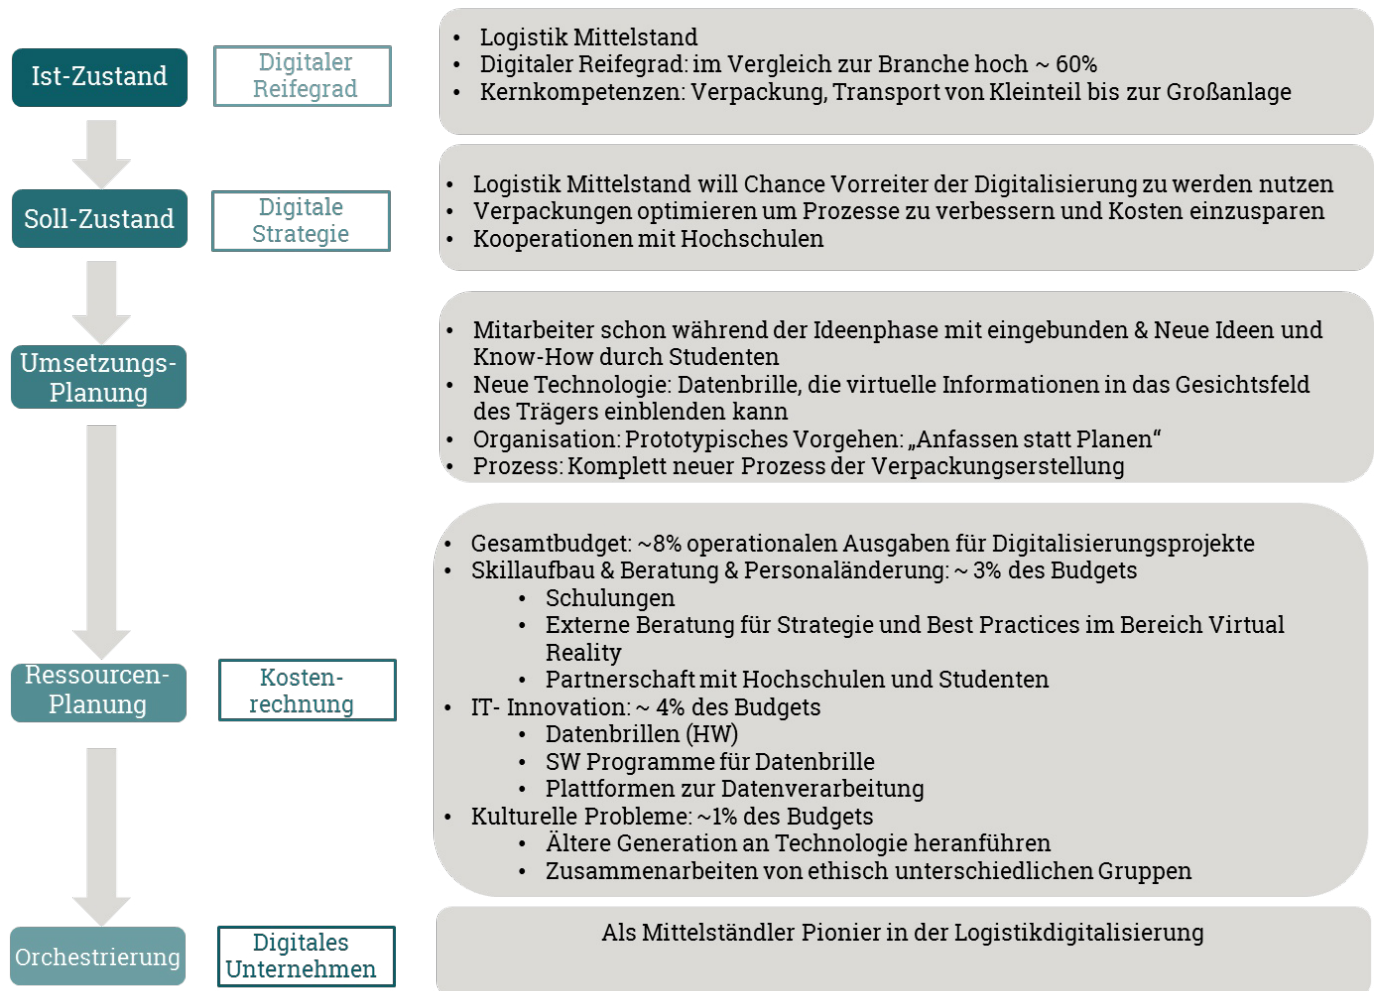 Ist-Zustand
Digitaler
Reifegrad
• Logistik Mittelstand
• Digitaler Reifegrad: im Vergleich zur Branche hoch ~ 60%
• Kernkompetenzen: Verpackung, Transport von Kleinteil bis zur Großanlage
Soll-Zustand
Digitale
Strategie
• Logistik Mittelstand will Chance Vorreiter der Digitalisierung zu werden nutzen
• Verpackungen optimieren um Prozesse zu verbessern und Kosten einzusparen
• Kooperationen mit Hochschulen
Umsetzungs-
Planung
• Mitarbeiter schon während der Ideenphase mit eingebunden & Neue Ideen und
Know-How durch Studenten
• Neue Technologie: Datenbrille, die virtuelle Informationen in das Gesichtsfeld
des Trägers einblenden kann
• Organisation: Prototypisches Vorgehen: „Anfassen statt Planen“
• Prozess: Komplett neuer Prozess der Verpackungserstellung
Ressourcen-
Planung
Kosten-
rechnung
• Gesamtbudget: ~8% operationalen Ausgaben für Digitalisierungsprojekte
• Skillaufbau & Beratung & Personaländerung: ~ 3% des Budgets
• Schulungen
• Externe Beratung für Strategie und Best Practices im Bereich Virtual
Reality
• Partnerschaft mit Hochschulen und Studenten
• IT- Innovation: ~ 4% des Budgets
• Datenbrillen (HW)
• SW Programme für Datenbrille
• Plattformen zur Datenverarbeitung
• Kulturelle Probleme: ~1% des Budgets
• Ältere Generation an Technologie heranführen
• Zusammenarbeiten von ethisch unterschiedlichen Gruppen
Orchestrierung
Digitales
Unternehmen
Als Mittelständler Pionier in der Logistikdigitalisierung